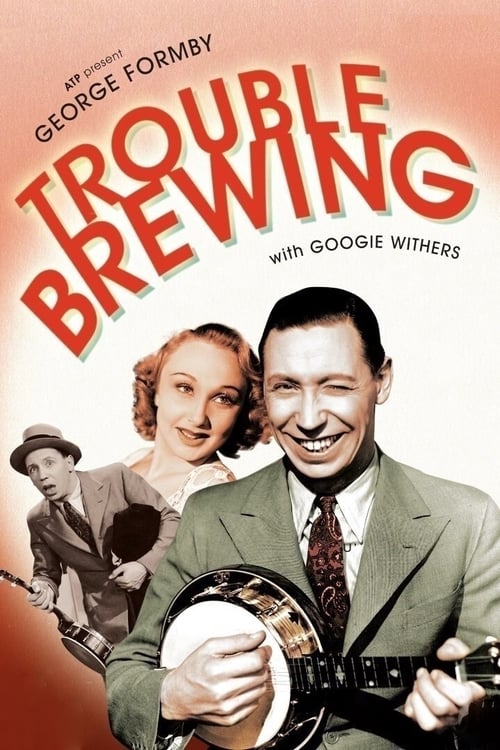 ATP present
GEORGE FORMBY
TROUBLE
BREWING
with GOOGIE WITHERS